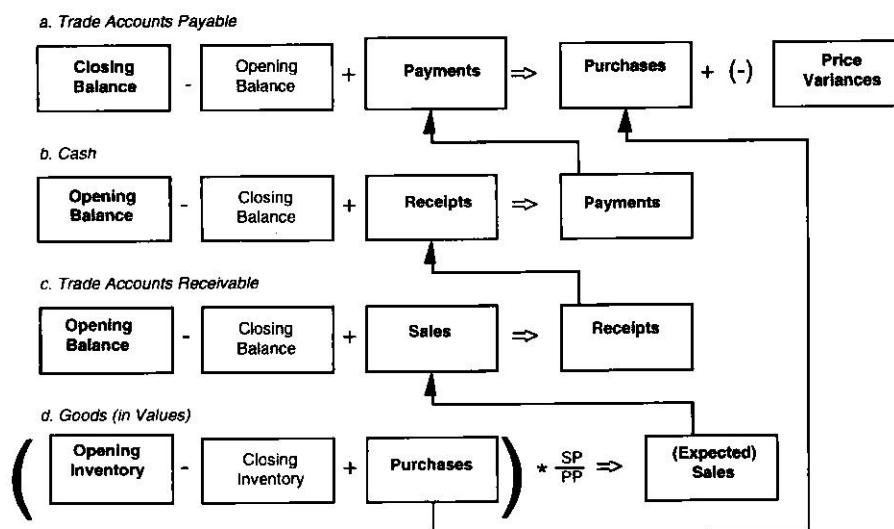 a. Trade Accounts Payable
Closing Balance - Opening Balance + Payments ⇒ Purchases + (-) Price Variances
b. Cash
Opening Balance - Closing Balance + Receipts ⇒ Payments
c. Trade Accounts Receivable
Opening Balance - Closing Balance + Sales ⇒ Receipts
d. Goods (in Values)
( Opening Inventory - Closing Inventory + Purchases ) * SP/PP ⇒ (Expected) Sales